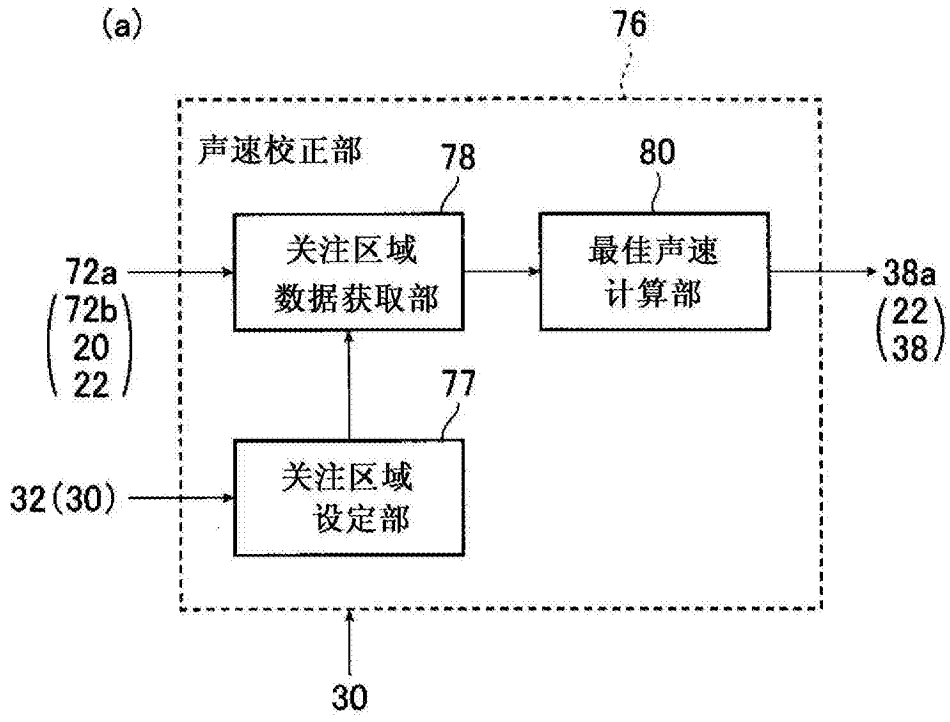 (a)
76
声速校正部
78
80
关注区域
数据获取部
最佳声速
计算部
72a
(72b
20
22)
38a
(22
38)
77
关注区域
设定部
32(30)
30